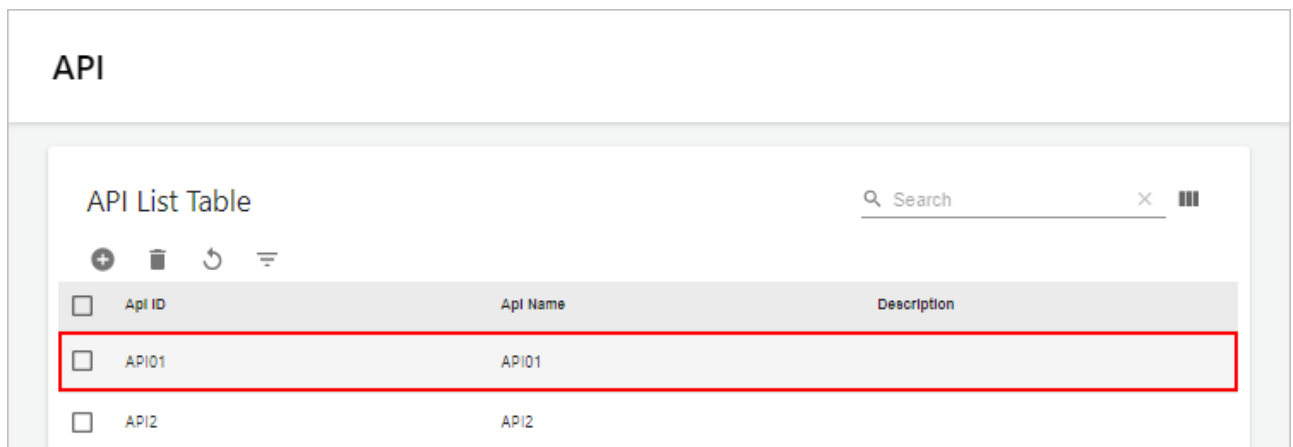 API
API List Table
Search
Api ID Api Name Description
API01 API01
API2 API2